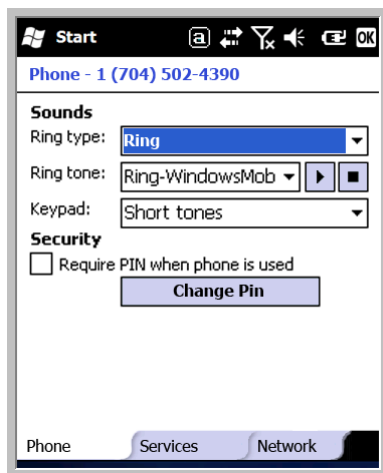 Start a OK
Phone - 1 (704) 502-4390
Sounds
Ring type: Ring
Ring tone: Ring-WindowsMob
Keypad: Short tones
Security
Require PIN when phone is used
Change Pin
Phone Services Network